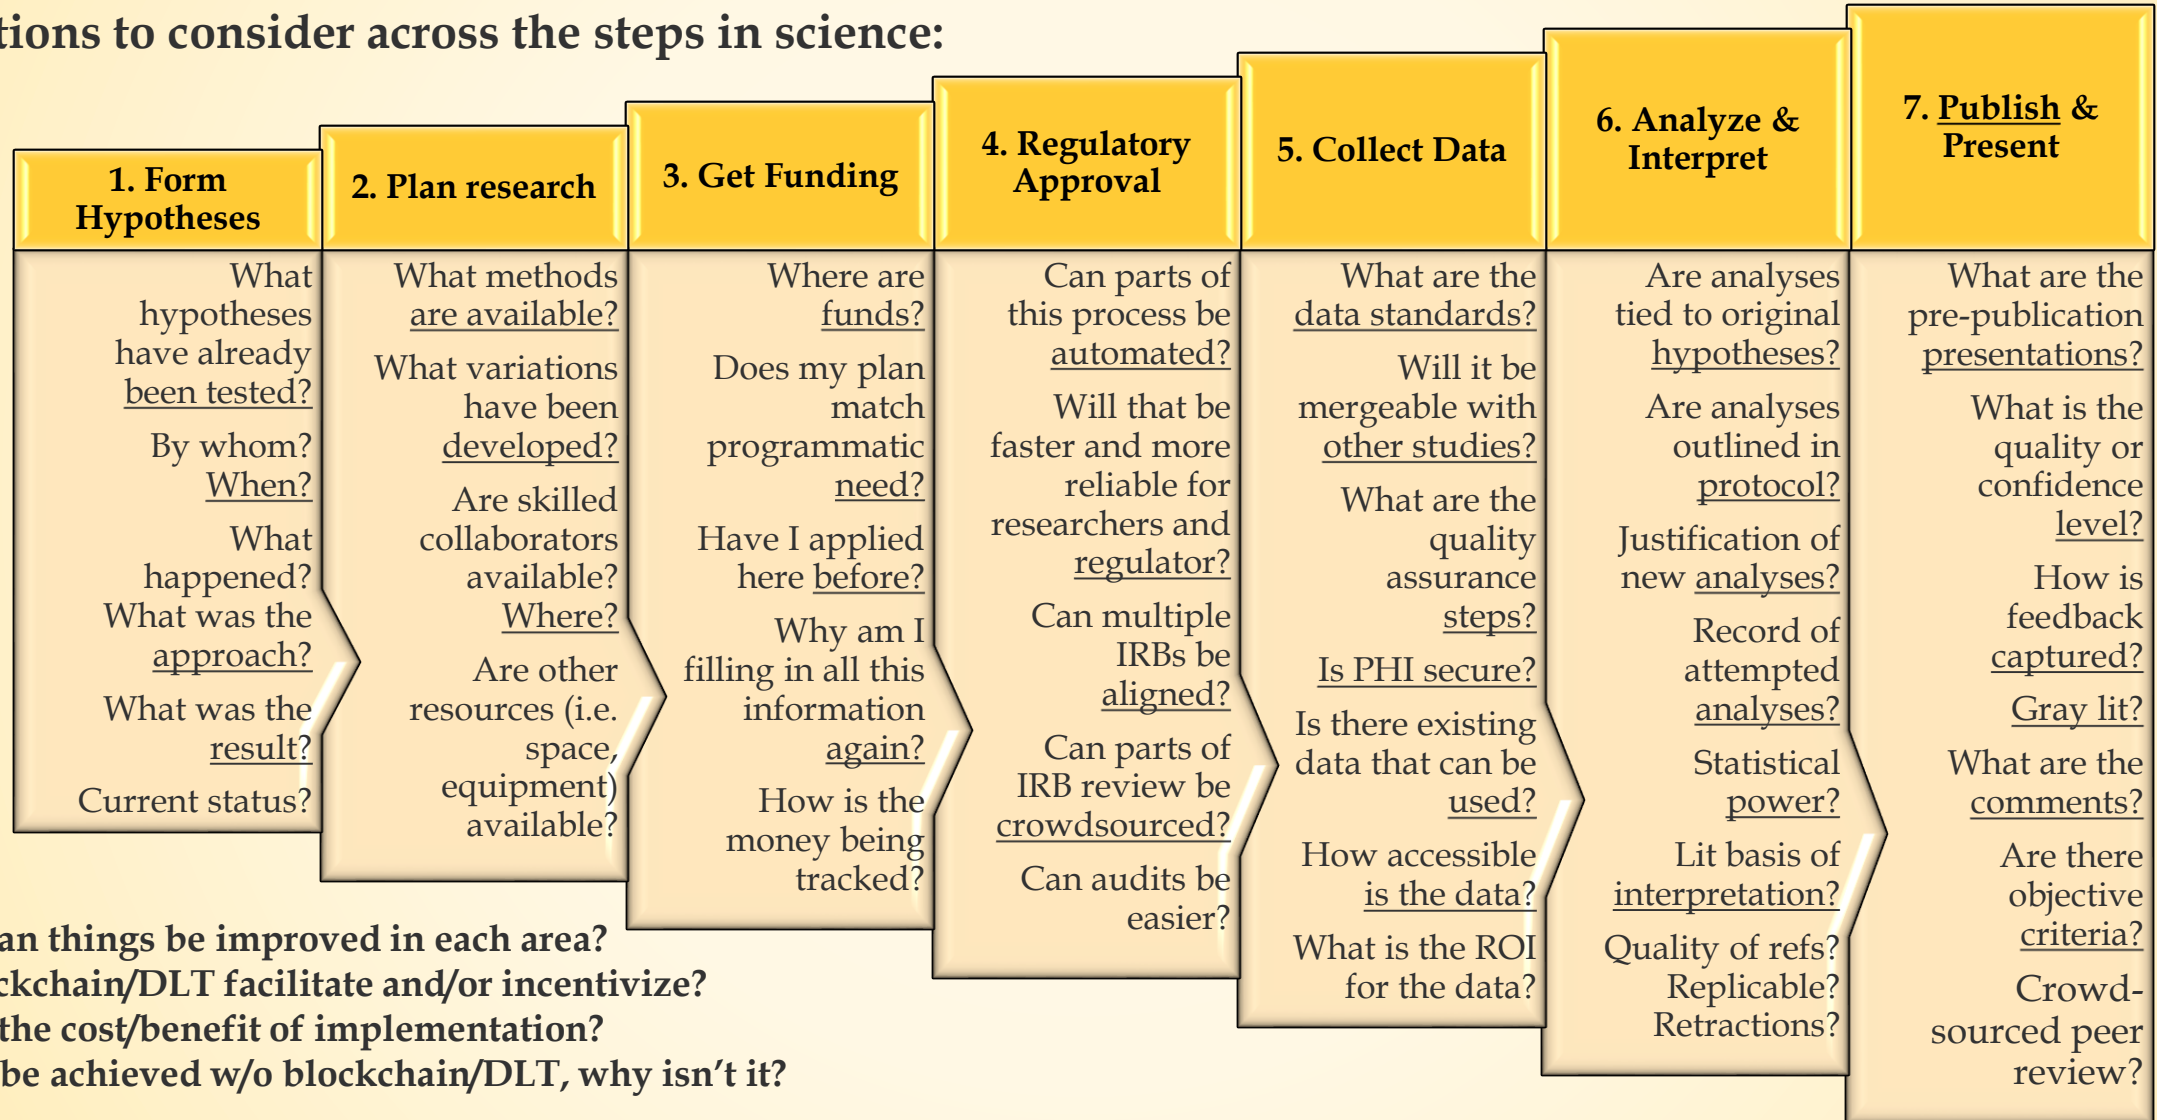 tions to consider across the steps in science:
1. Form
Hypotheses
What
hypotheses
have already
been tested?
By whom?
When?
What
happened?
What was the
approach?
What was the
result?
Current status?
2. Plan research
What methods
are available?
What variations
have been
developed?
Are skilled
collaborators
available?
Where?
Are other
resources (i.e.
space,
equipment)
available?
3. Get Funding
Where are
funds?
Does my plan
match
programmatic
need?
Have I applied
here before?
Why am I
filling in all this
information
again?
How is the
money being
tracked?
4. Regulatory
Approval
Can parts of
this process be
automated?
Will that be
faster and more
reliable for
researchers and
regulator?
Can multiple
IRBs be
aligned?
Can parts of
IRB review be
crowdsourced?
Can audits be
easier?
5. Collect Data
What are the
data standards?
Will it be
mergeable with
other studies?
What are the
quality
assurance
steps?
Is PHI secure?
Is there existing
data that can be
used?
How accessible
is the data?
What is the ROI
for the data?
6. Analyze &
Interpret
Are analyses
tied to original
hypotheses?
Are analyses
outlined in
protocol?
Justification of
new analyses?
Record of
attempted
analyses?
Statistical
power?
Lit basis of
interpretation?
Quality of refs?
Replicable?
Retractions?
7. Publish &
Present
What are the
pre-publication
presentations?
What is the
quality or
confidence
level?
How is
feedback
captured?
Gray lit?
What are the
comments?
Are there
objective
criteria?
Crowd-
sourced peer
review?
an things be improved in each area?
ckchain/DLT facilitate and/or incentivize?
the cost/benefit of implementation?
be achieved w/o blockchain/DLT, why isn't it?